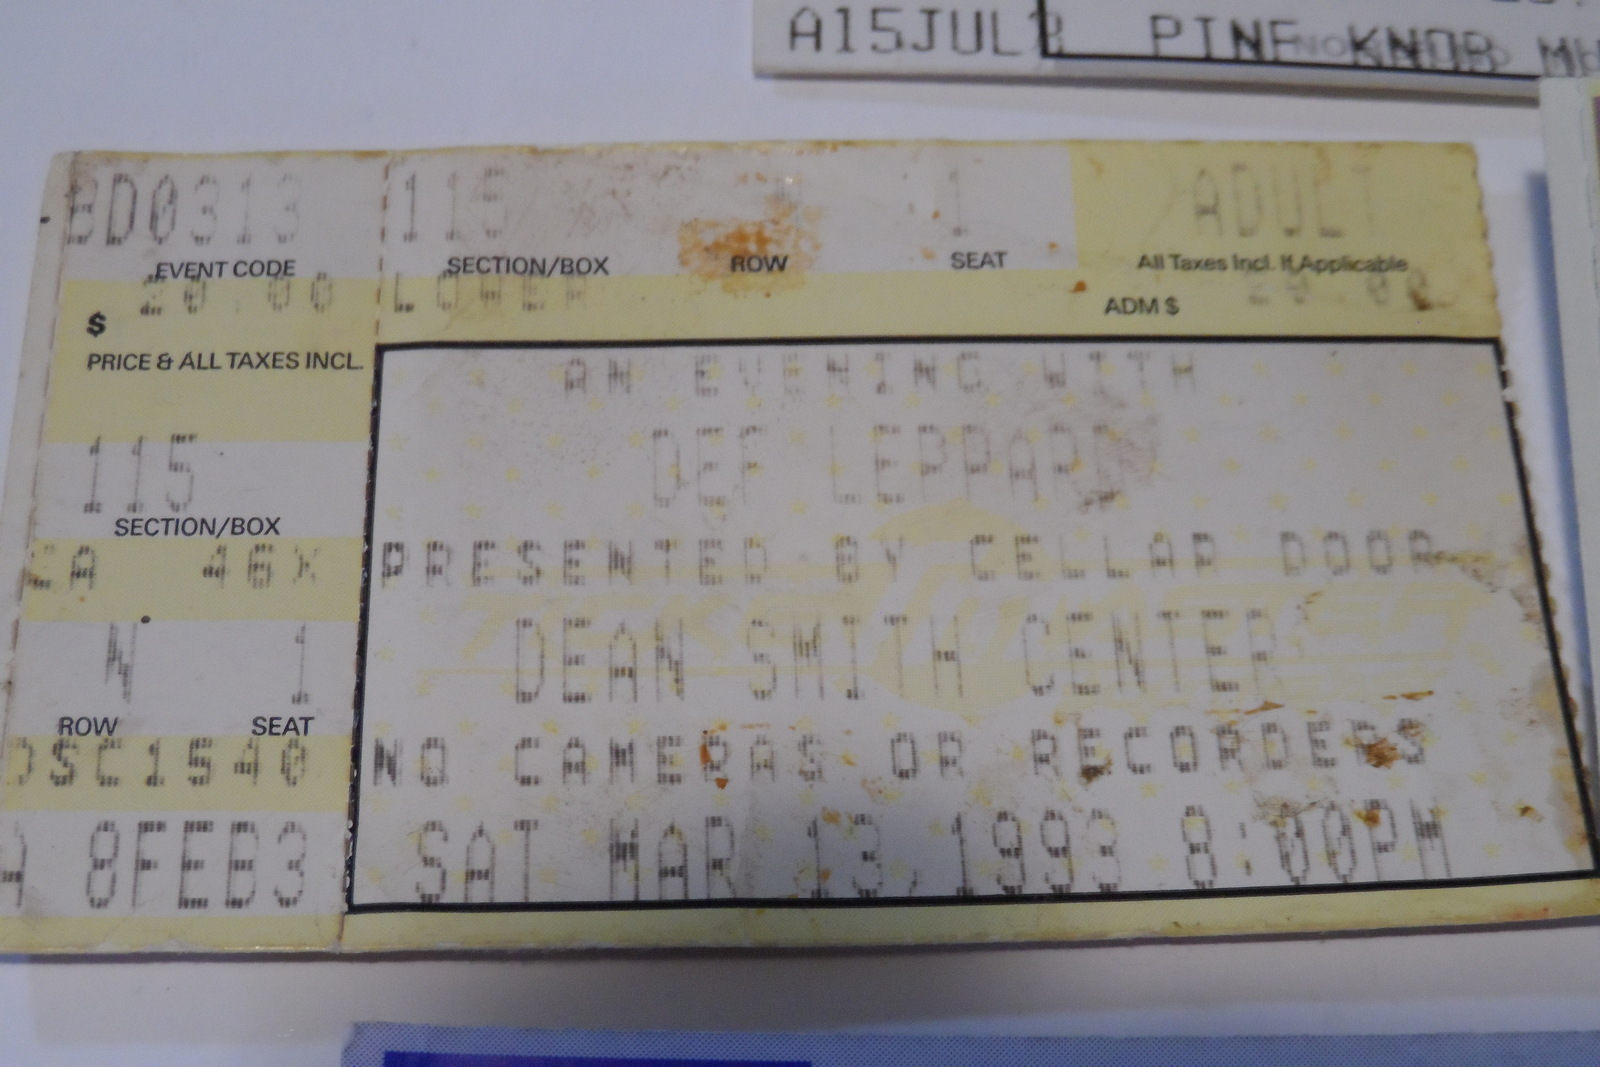 A15JUL PINE KNOB
BD0313 115 1 ADULT
EVENT CODE SECTION/BOX ROW SEAT All Taxes Incl. If Applicable
20.00 LOWER 20.00
$ ADM $
PRICE & ALL TAXES INCL.
AN EVENING WITH
DEF LEPPARD
115
SECTION/BOX
CA 46X PRESENTED BY CELLAR DOOR
N 1 DEAN SMITH CENTER
ROW SEAT
DSC1540 NO CAMERAS OR RECORDERS
A 8FEB3 SAT MAR 13,1993 8:00PM